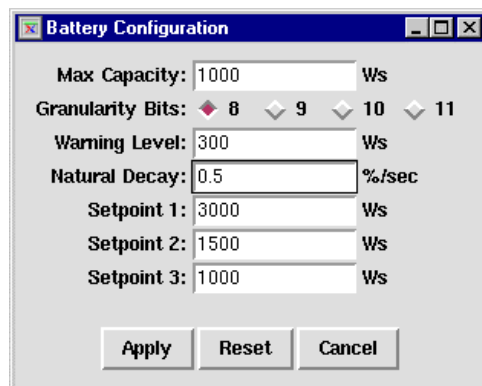 Battery Configuration
Max Capacity: 1000 Ws
Granularity Bits: 8 9 10 11
Warning Level: 300 Ws
Natural Decay: 0.5 %/sec
Setpoint 1: 3000 Ws
Setpoint 2: 1500 Ws
Setpoint 3: 1000 Ws
Apply Reset Cancel